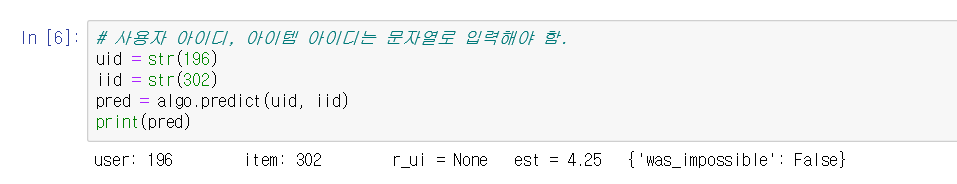 In [6]: # 사용자 아이디, 아이템 아이디는 문자열로 입력해야 함.
uid = str(196)
iid = str(302)
pred = algo.predict(uid, iid)
print(pred)
user: 196 item: 302 r_ui = None est = 4.25 {'was_impossible': False}